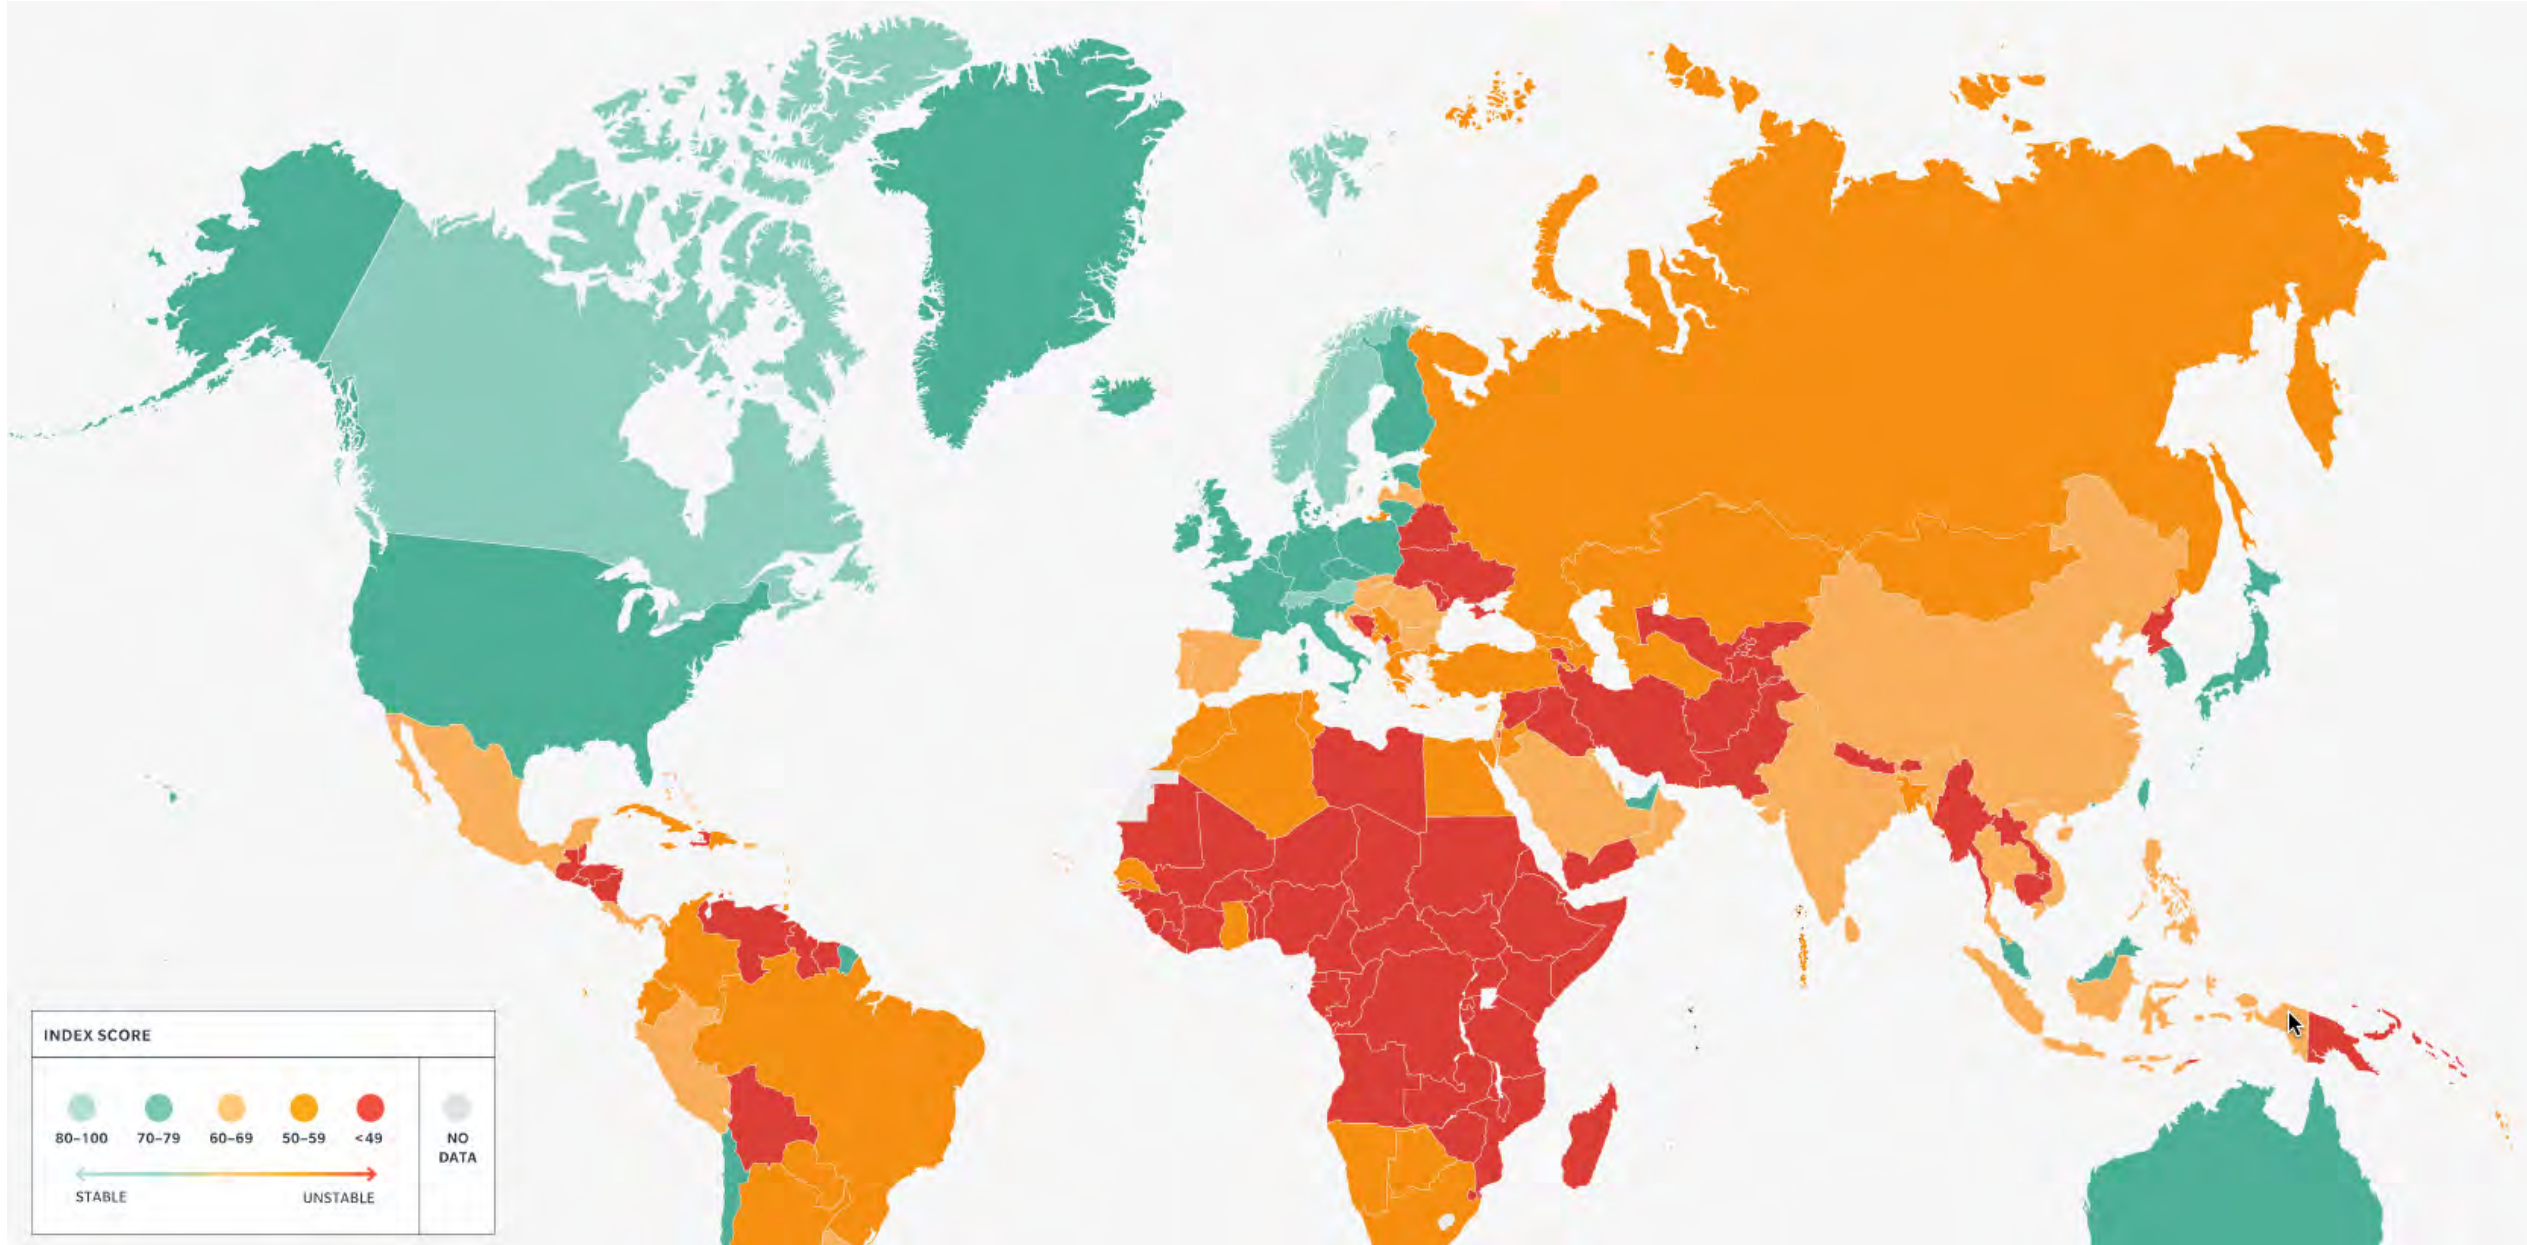 INDEX SCORE
80–100 70–79 60–69 50–59 <49
NO
DATA
STABLE UNSTABLE